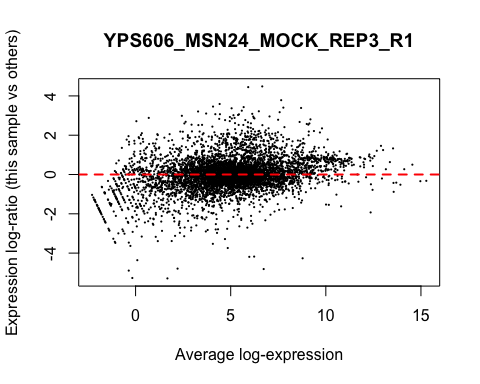 YPS606_MSN24_MOCK_REP3_R1
Expression log-ratio (this sample vs others)
4
2
0
-2
-4
0 5 10 15
Average log-expression